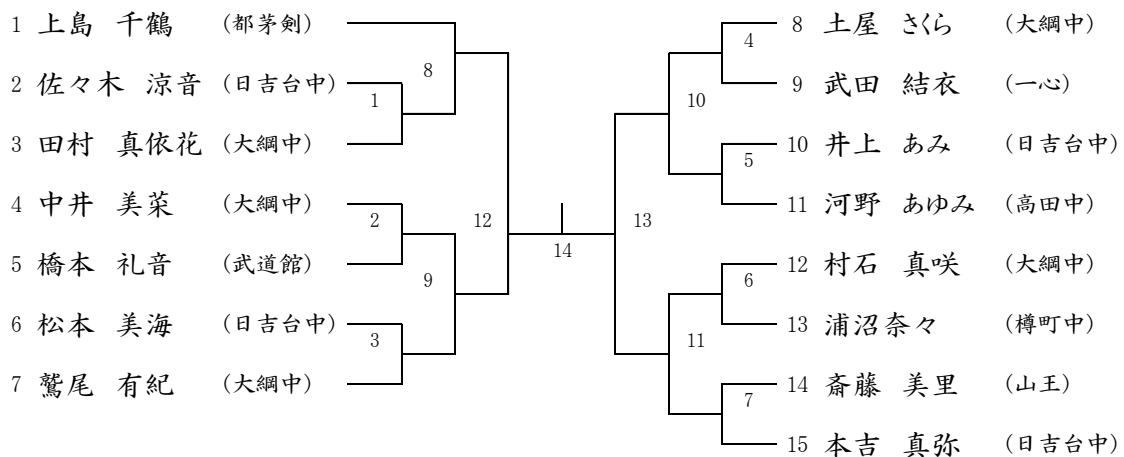 1 上島 千鶴 (都茅剣)
2 佐々木 涼音 (日吉台中)
3 田村 真依花 (大綱中)
4 中井 美菜 (大綱中)
5 橋本 礼音 (武道館)
6 松本 美海 (日吉台中)
7 鷲尾 有紀 (大綱中)
8
1
2
9
3
12
14
13
4
10
5
6
11
7
8 土屋 さくら (大綱中)
9 武田 結衣 (一心)
10 井上 あみ (日吉台中)
11 河野 あゆみ (高田中)
12 村石 真咲 (大綱中)
13 浦沼奈々 (樽町中)
14 斎藤 美里 (山王)
15 本吉 真弥 (日吉台中)